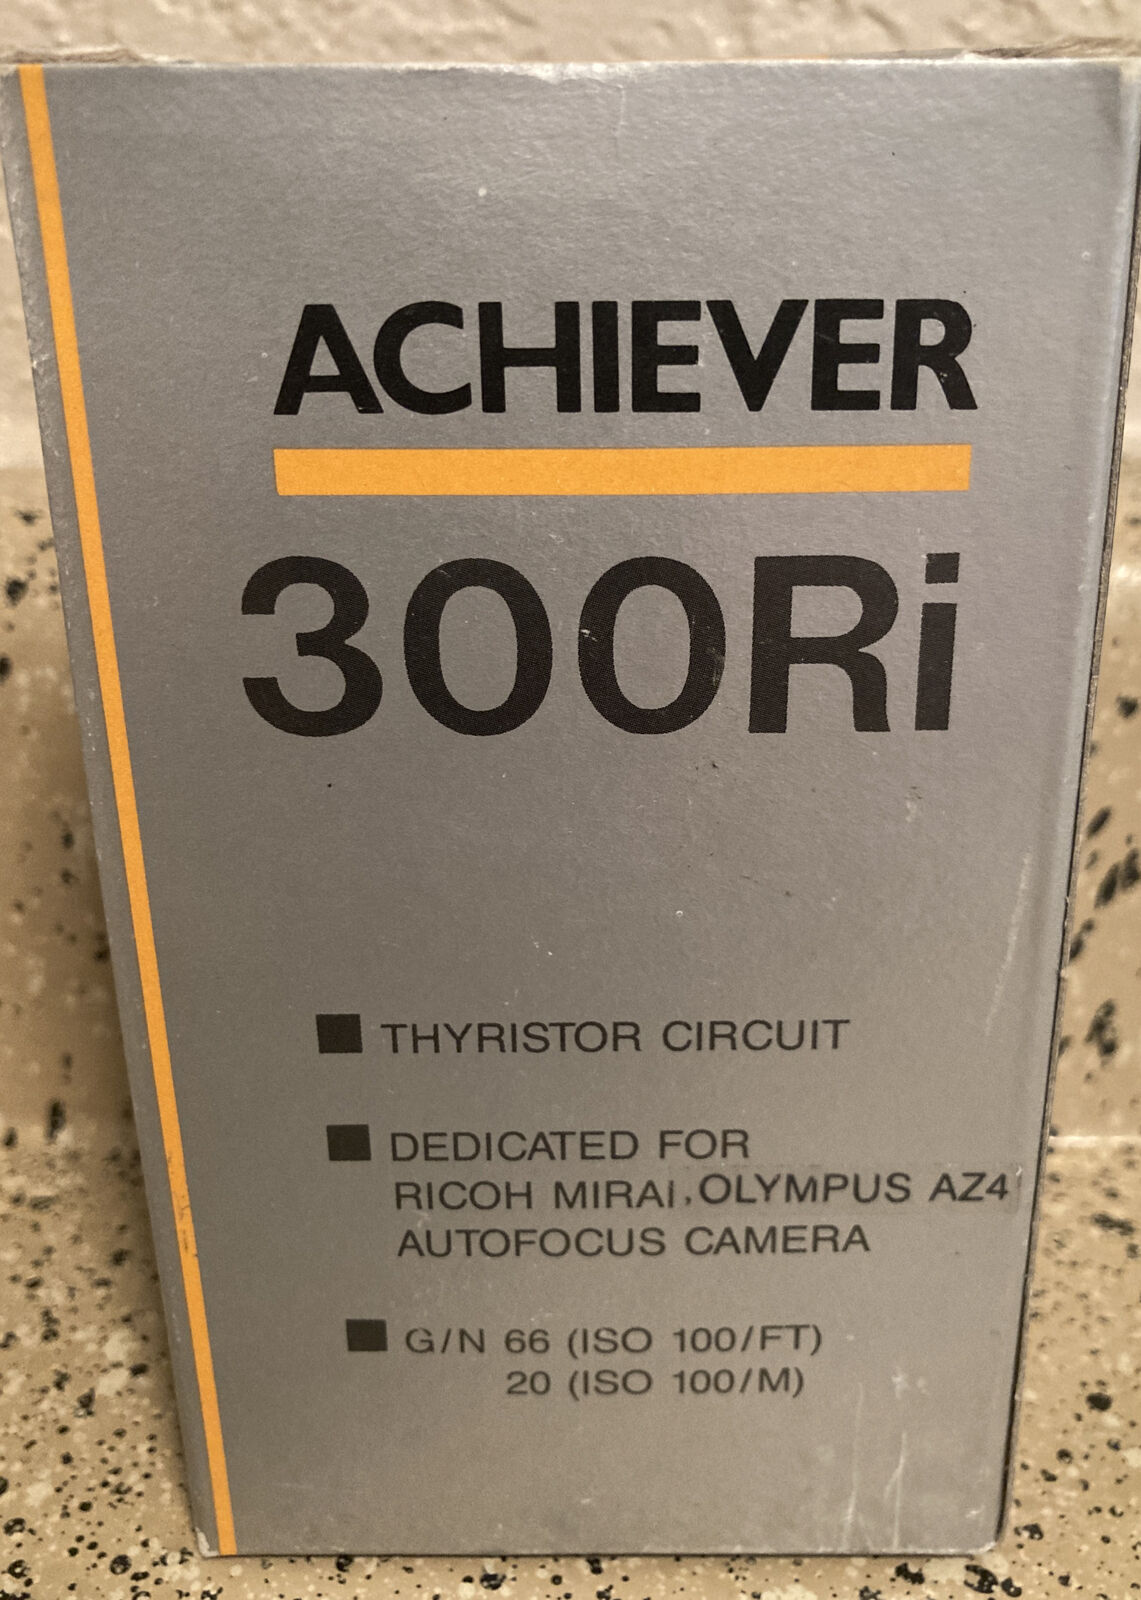 ACHIEVER
300Ri
■ THYRISTOR CIRCUIT
■ DEDICATED FOR
RICOH MIRAI, OLYMPUS AZ4
AUTOFOCUS CAMERA
■ G/N 66 (ISO 100/FT)
20 (ISO 100/M)